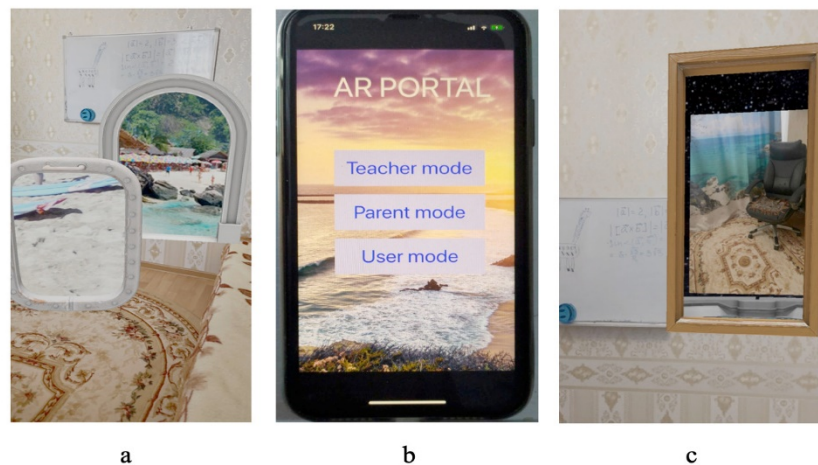 17:22
AR PORTAL
Teacher mode
Parent mode
User mode
a
b
c